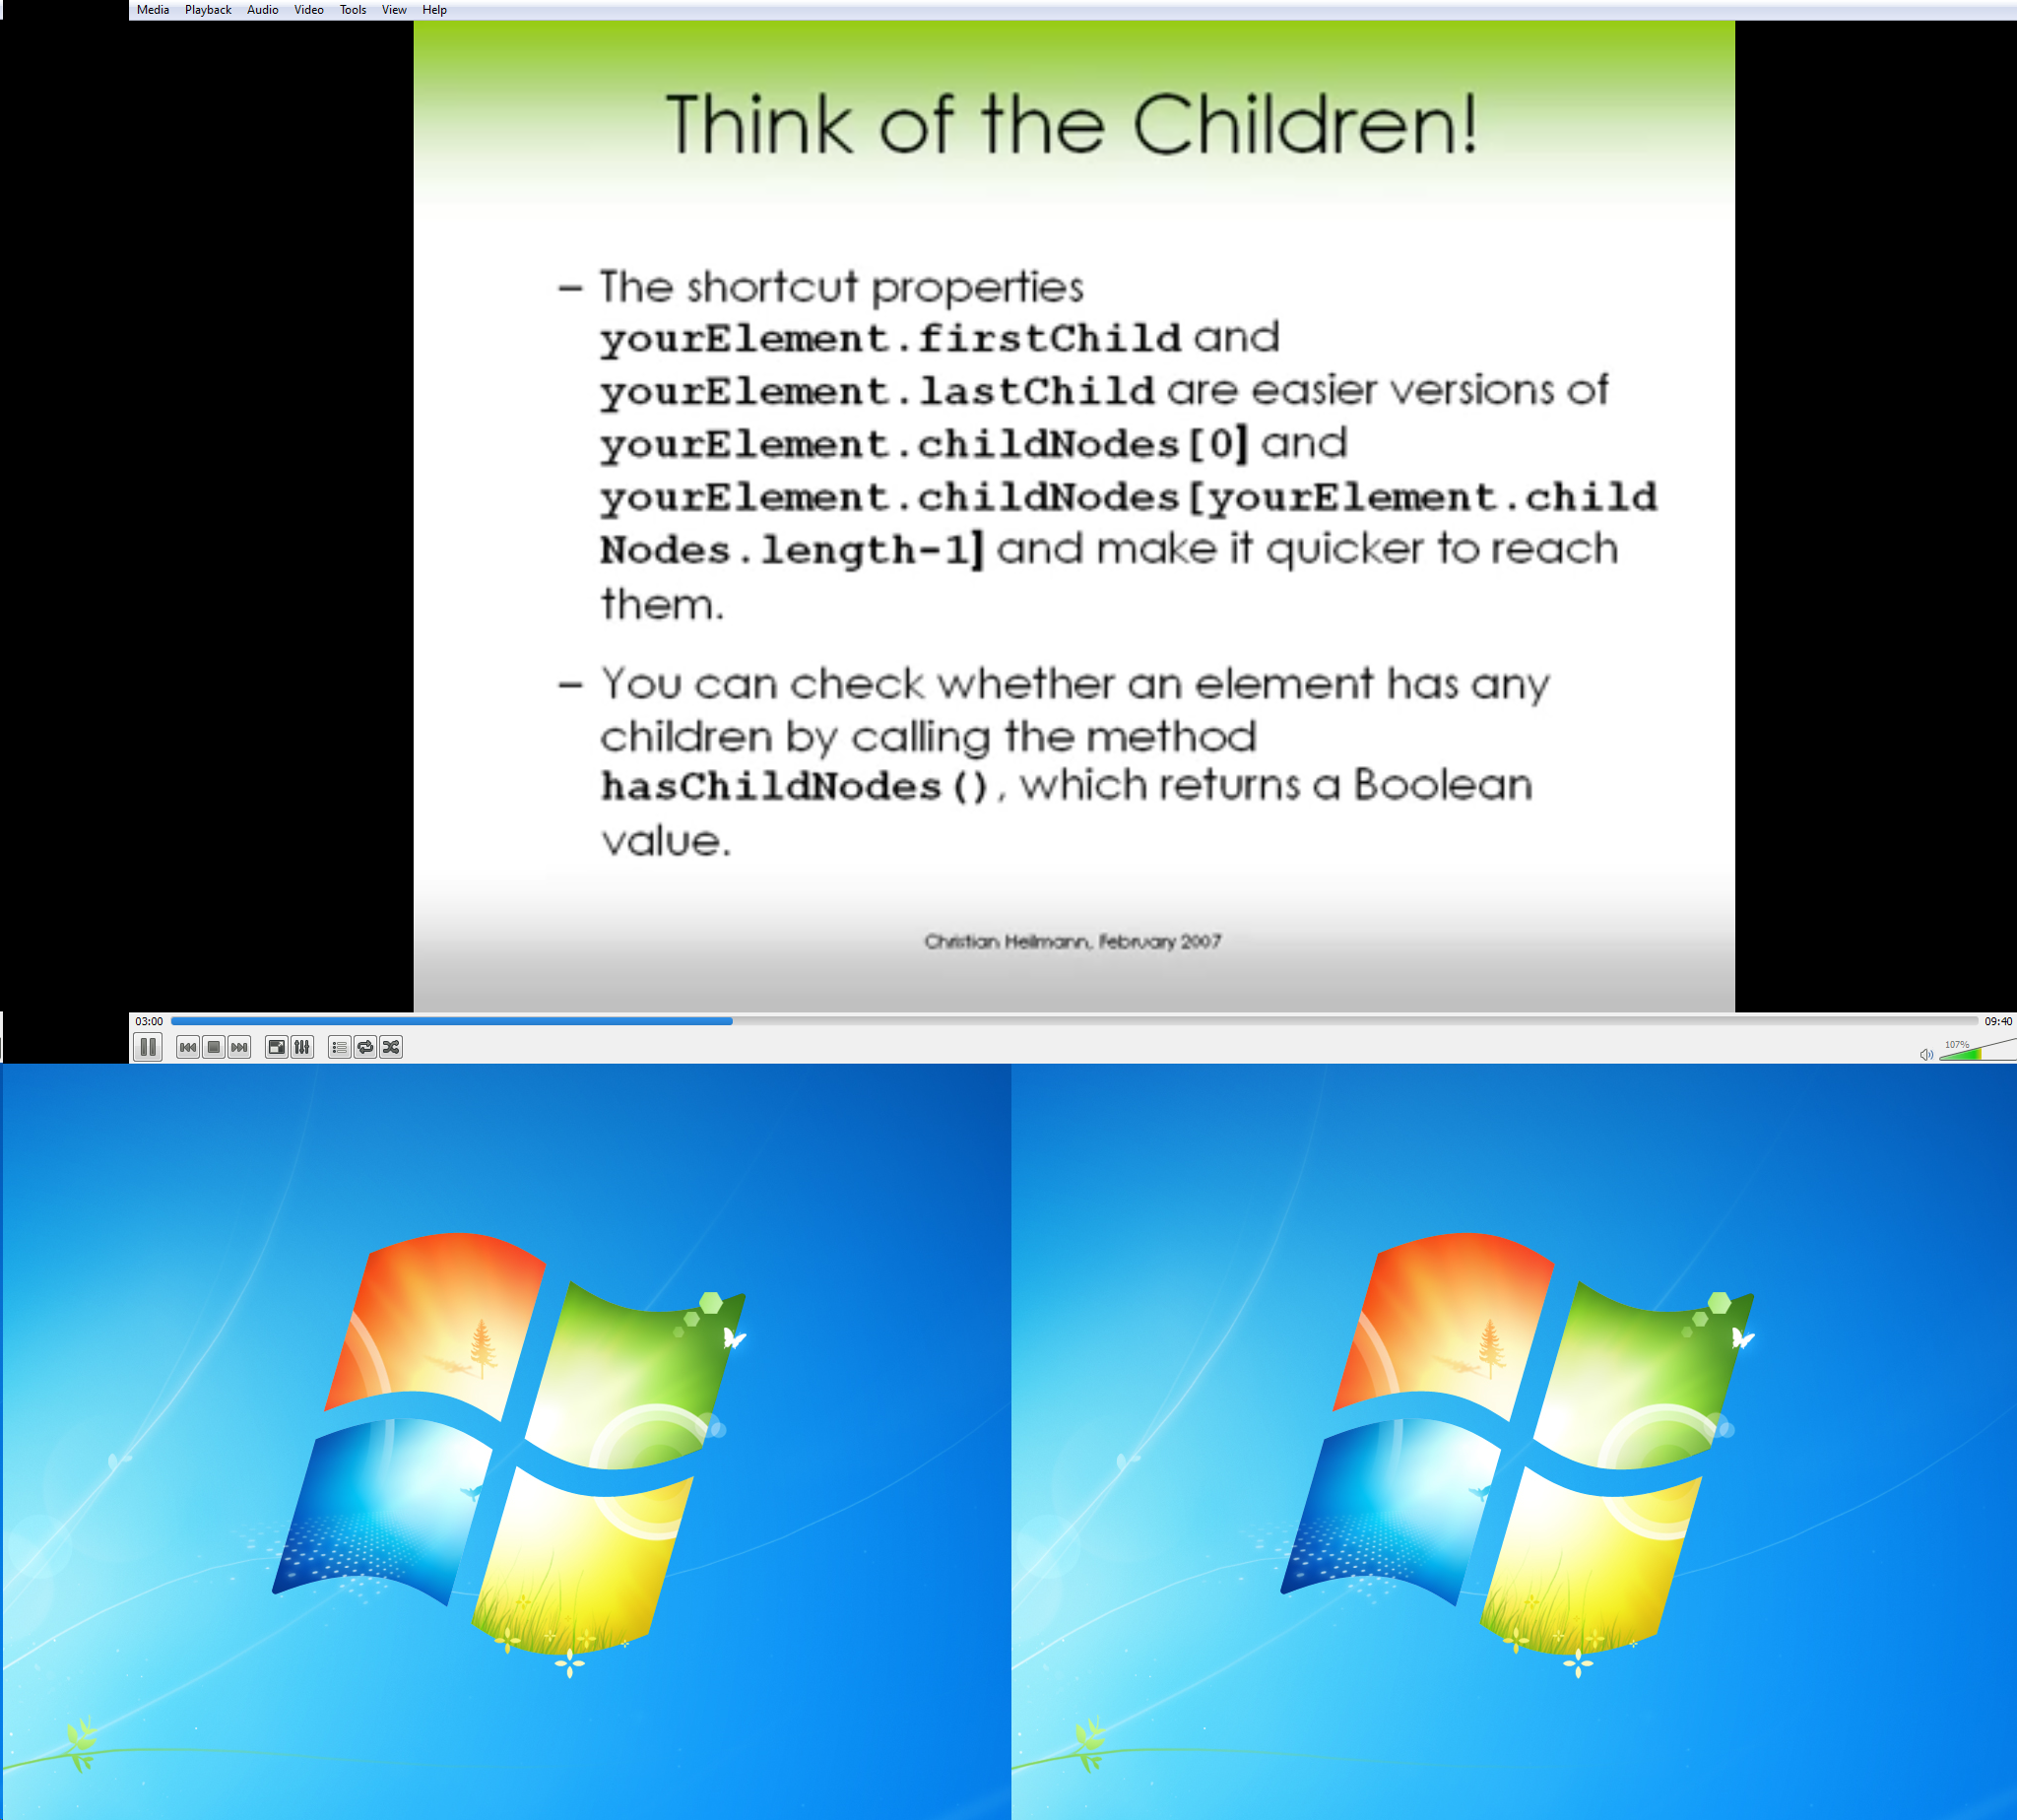 Media Playback Audio Video Tools View Help
Think of the Children!
– The shortcut properties
yourElement.firstChild and
yourElement.lastChild are easier versions of
yourElement.childNodes[0] and
yourElement.childNodes[yourElement.child
Nodes.length-1] and make it quicker to reach
them.
– You can check whether an element has any
children by calling the method
hasChildNodes(), which returns a Boolean
value.
Christian Heilmann, February 2007
03:00 09:40
107%